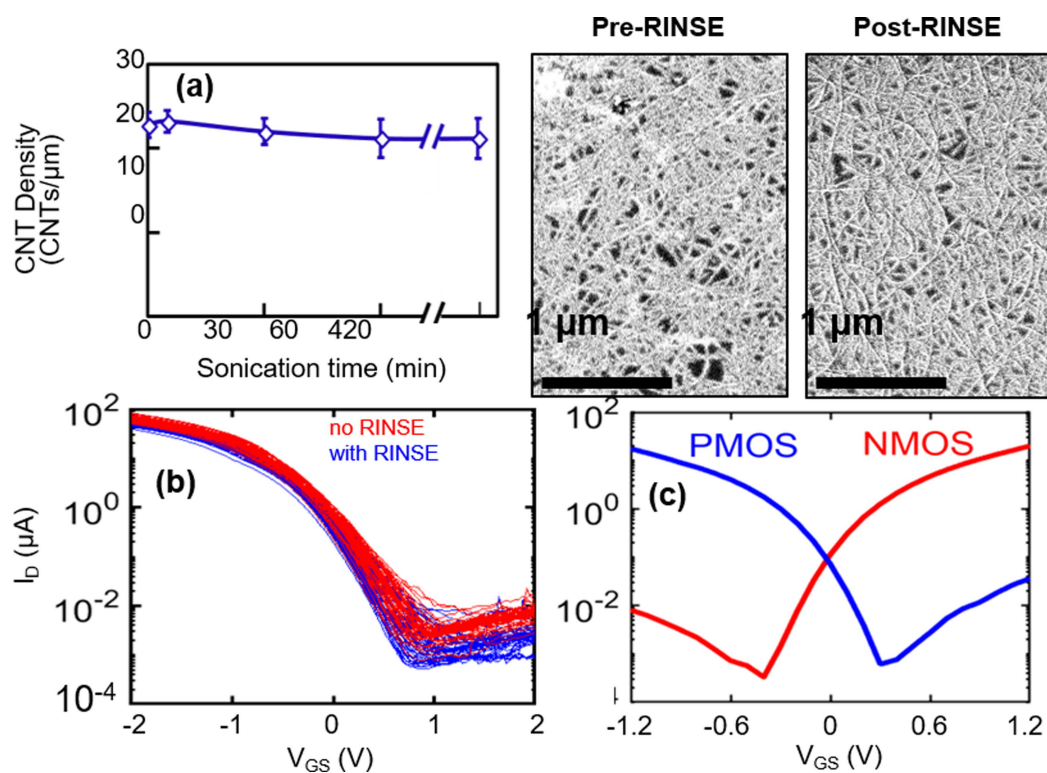 Pre-RINSE
Post-RINSE
(a)
30
20
10
0
CNT Density
(CNTs/µm)
0 30 60 420
Sonication time (min)
1 µm
1 µm
no RINSE
with RINSE
(b)
10²
10⁰
10⁻²
10⁻⁴
I_D (µA)
-2 -1 0 1 2
V_GS (V)
PMOS NMOS
(c)
10²
10⁰
10⁻²
-1.2 -0.6 0 0.6 1.2
V_GS (V)